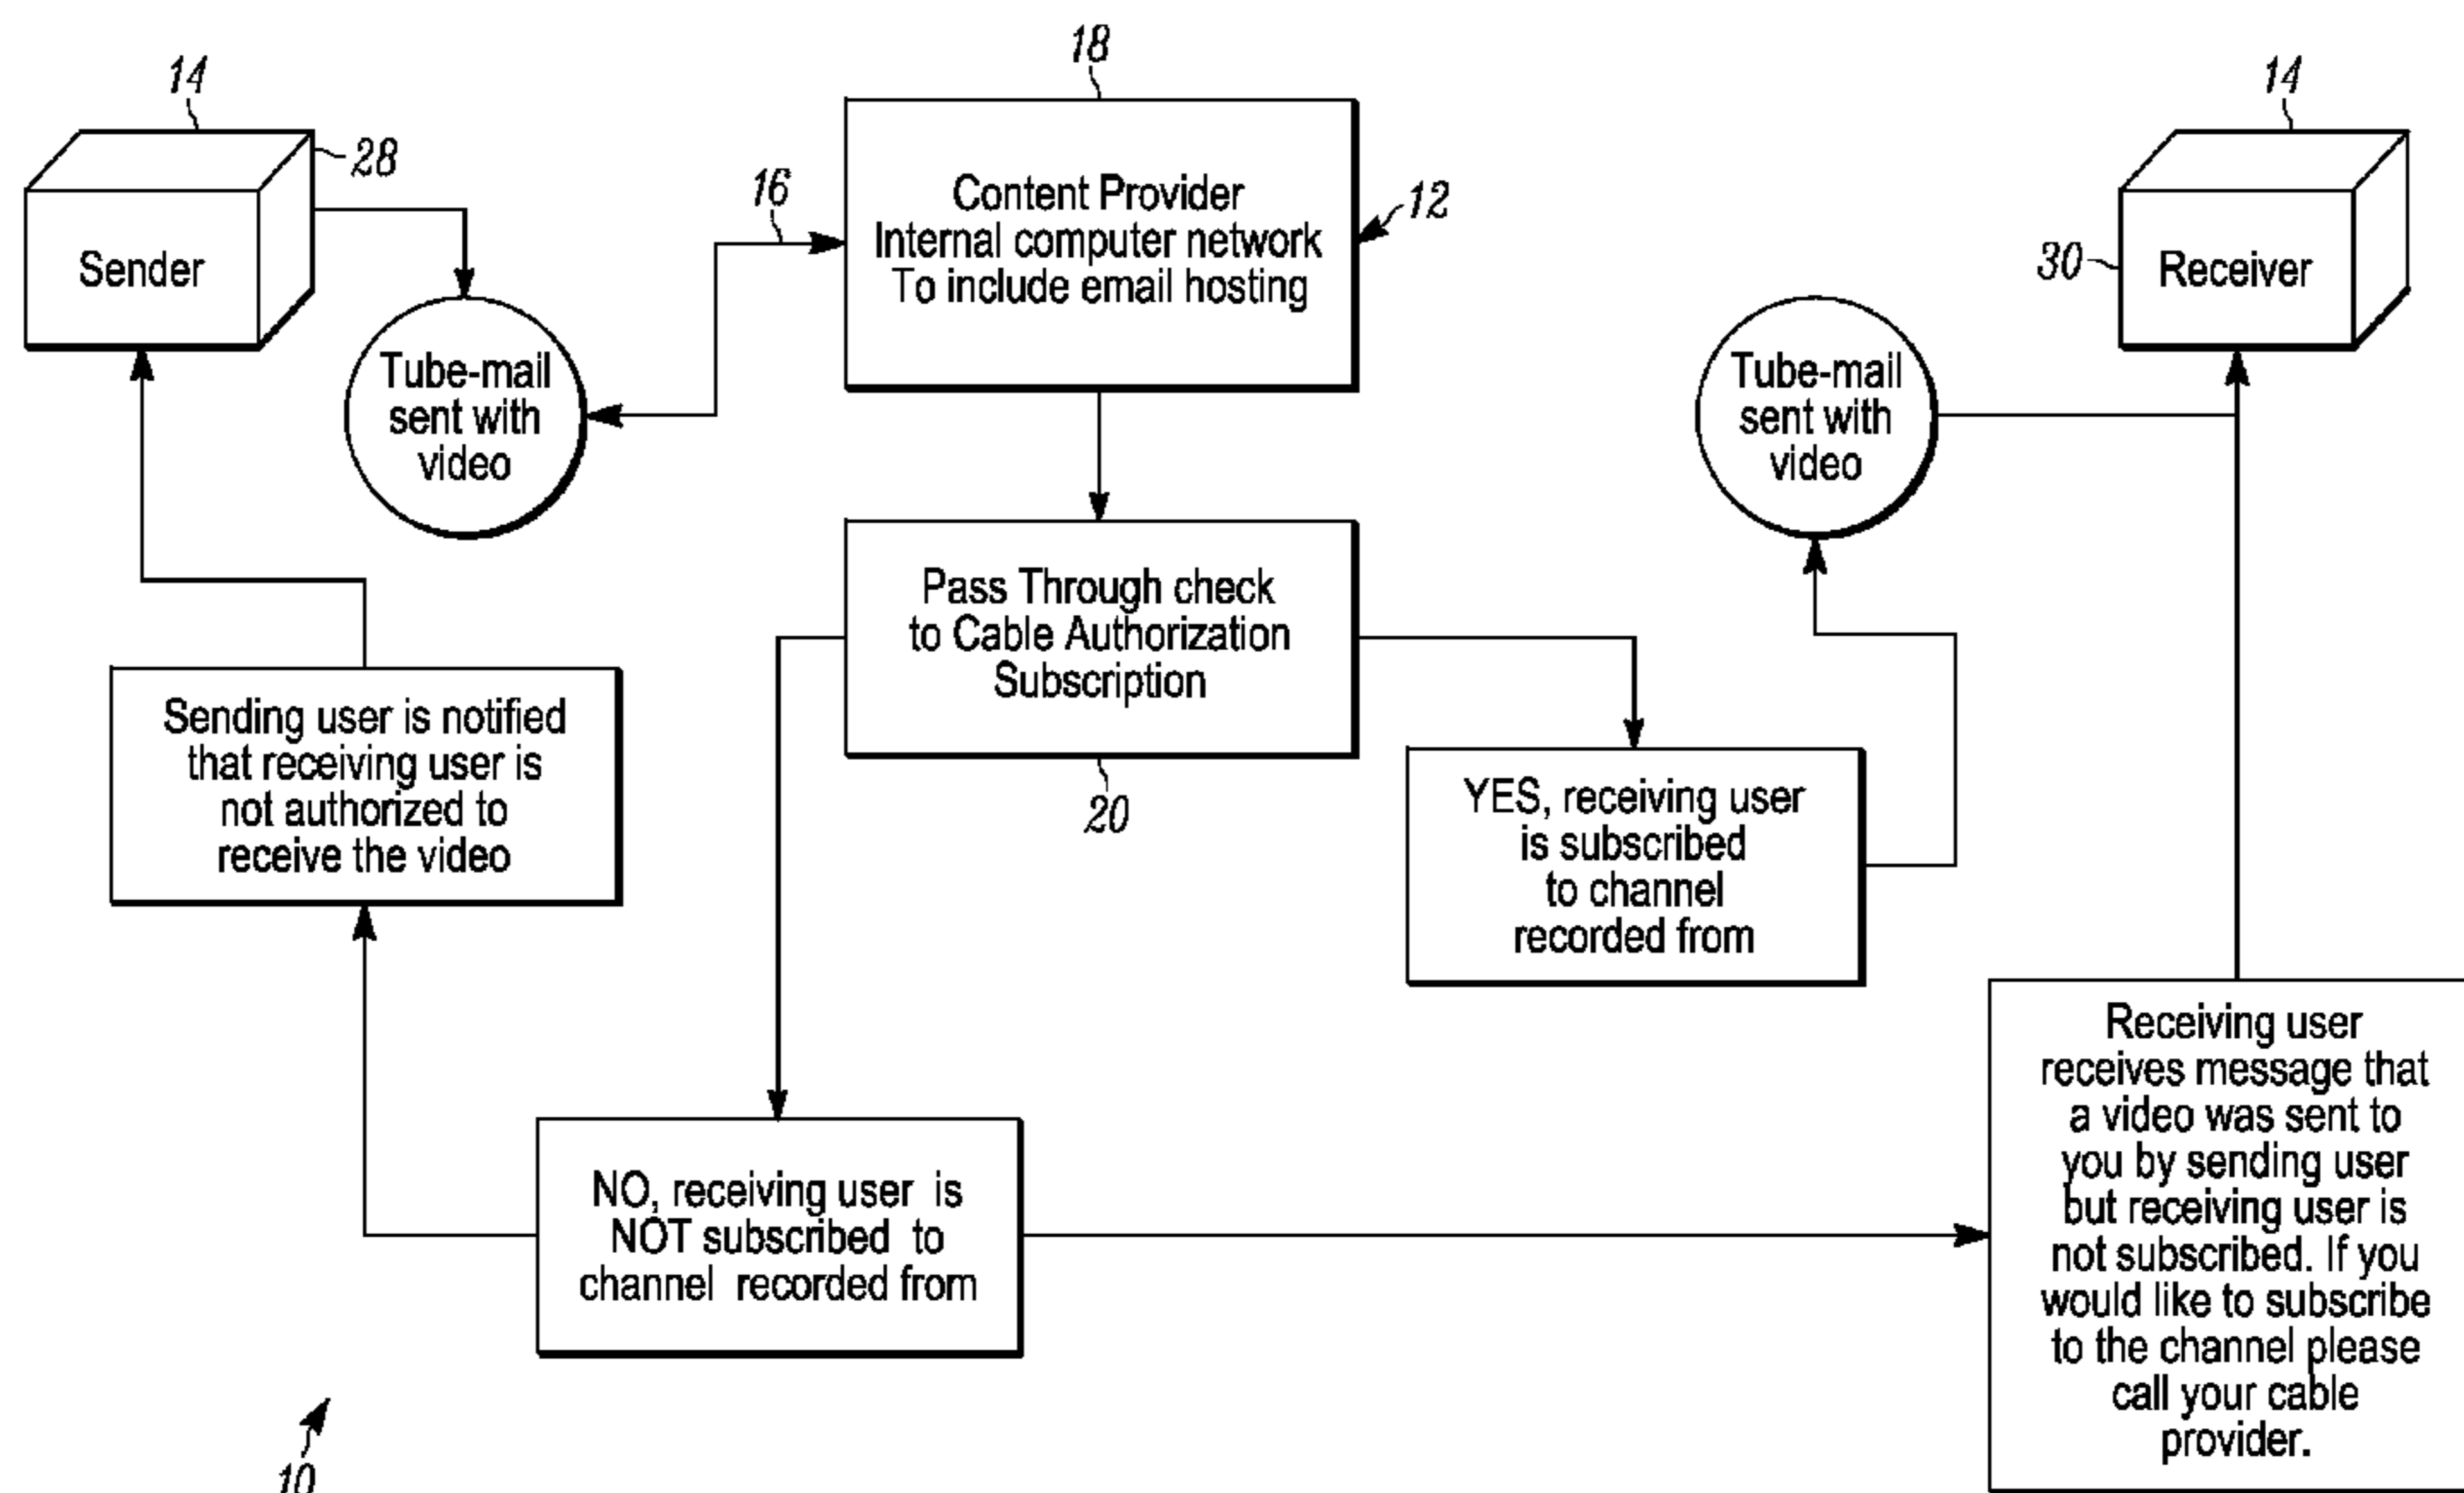 18
14
14
28
16
Content Provider
Internal computer network
To include email hosting
12
Sender
30
Receiver
Tube-mail
sent with
video
Tube-mail
sent with
video
Pass Through check
to Cable Authorization
Subscription
20
Sending user is notified
that receiving user is
not authorized to
receive the video
YES, receiving user
is subscribed
to channel
recorded from
NO, receiving user is
NOT subscribed to
channel recorded from
Receiving user
receives message that
a video was sent to
you by sending user
but receiving user is
not subscribed. If you
would like to subscribe
to the channel please
call your cable
provider.
10